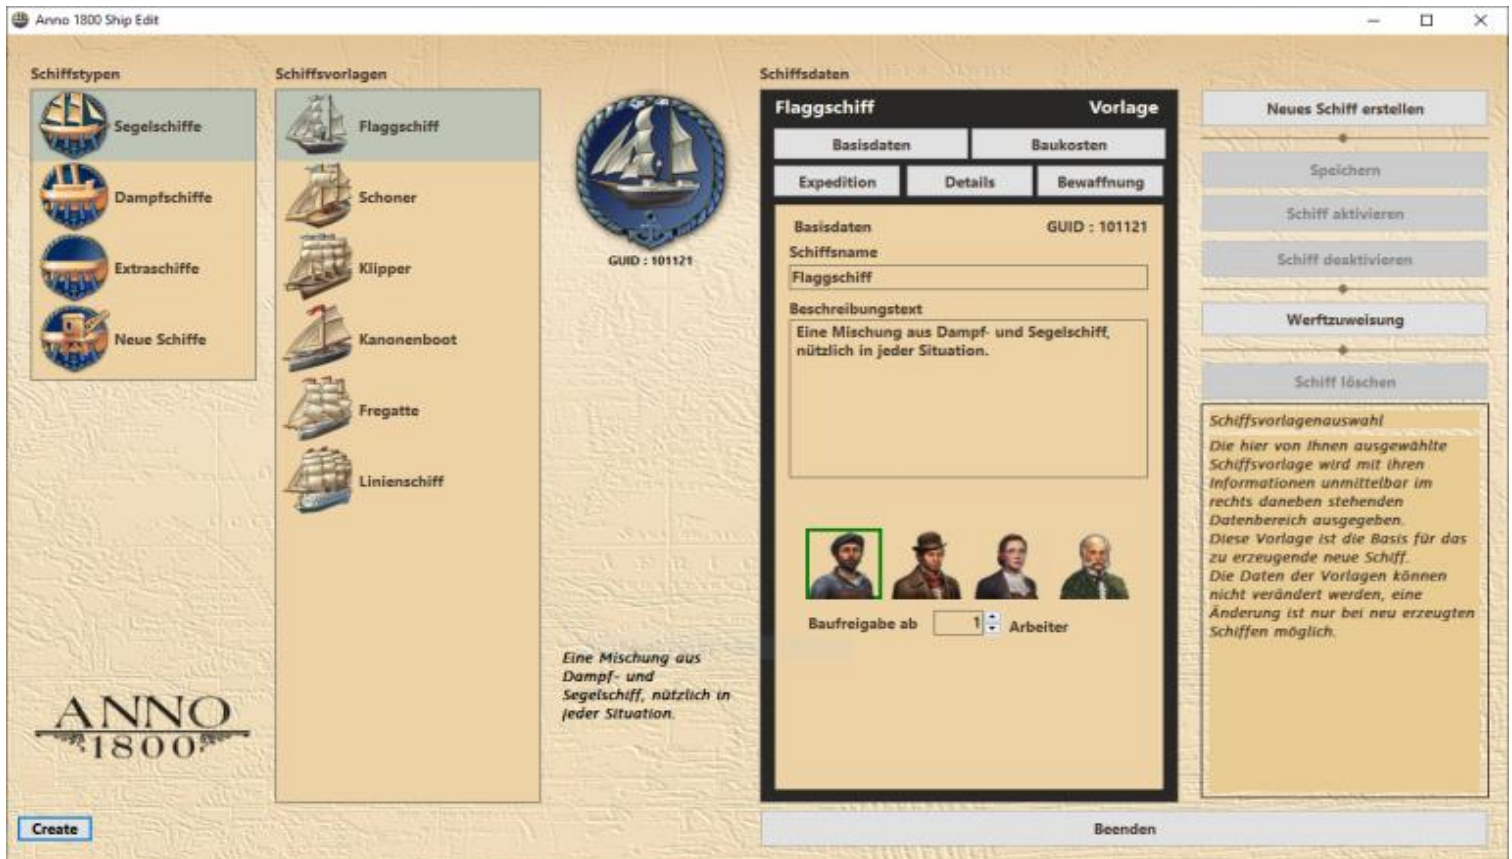 Anno 1800 Ship Edit
Schiffstypen
Segelschiffe
Dampfschiffe
Extraschiffe
Neue Schiffe
Schiffsvorlagen
Flaggschiff
Schoner
Klipper
Kanonenboot
Fregatte
Linienschiff
GUID : 101121
Eine Mischung aus
Dampf- und
Segelschiff, nützlich in
jeder Situation.
Schiffsdaten
Flaggschiff Vorlage
Basisdaten Baukosten
Expedition Details Bewaffnung
Basisdaten GUID : 101121
Schiffsname
Flaggschiff
Beschreibungstext
Eine Mischung aus Dampf- und Segelschiff,
nützlich in jeder Situation.
Baufreigabe ab 1 Arbeiter
Neues Schiff erstellen
Speichern
Schiff aktivieren
Schiff deaktivieren
Werftzuweisung
Schiff löschen
Schiffsvorlagenauswahl
Die hier von Ihnen ausgewählte
Schiffsvorlage wird mit ihren
Informationen unmittelbar im
rechts daneben stehenden
Datenbereich ausgegeben.
Diese Vorlage ist die Basis für das
zu erzeugende neue Schiff.
Die Daten der Vorlagen können
nicht verändert werden, eine
Änderung ist nur bei neu erzeugten
Schiffen möglich.
ANNO
1800
Create
Beenden